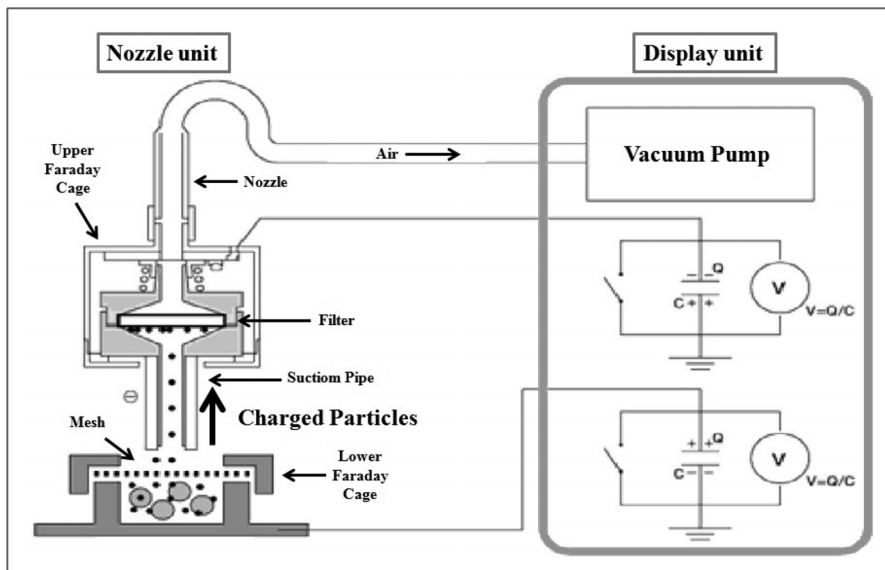 Nozzle unit
Display unit
Upper
Faraday
Cage
Air
Vacuum Pump
Nozzle
Q
C
V
V=Q/C
Filter
Suctiom Pipe
Charged Particles
Mesh
Lower
Faraday
Cage
Q
C
V
V=Q/C